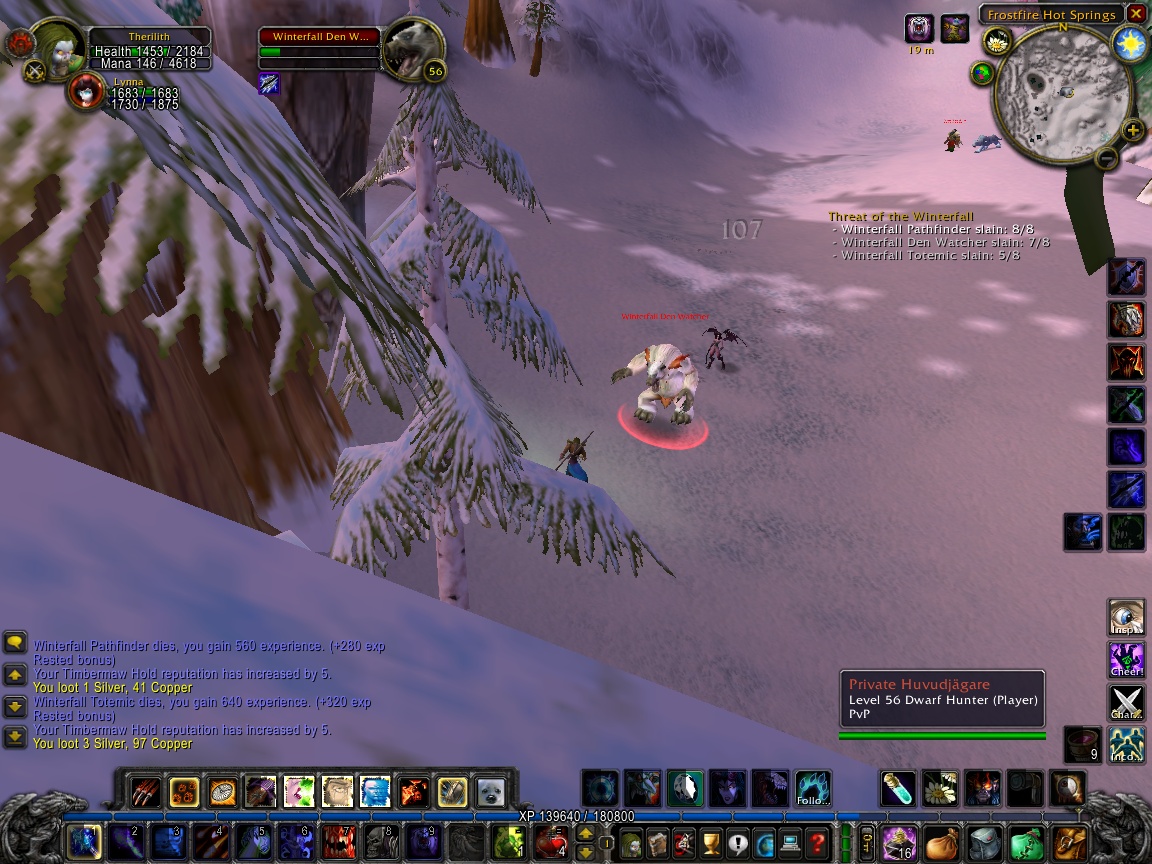 Frostfire Hot Springs
N
Therilith
Health 1453 / 2184
Mana 146 / 4618
Winterfall Den W...
56
19 m
Lynna
1683 / 1683
1730 / 1875
107
Threat of the Winterfall
- Winterfall Pathfinder slain: 8/8
- Winterfall Den Watcher slain: 7/8
- Winterfall Totemic slain: 5/8
Winterfall Den Watcher
Winterfall Pathfinder dies, you gain 560 experience. (+280 exp
Rested bonus)
Your Timbermaw Hold reputation has increased by 5.
You loot 1 Silver, 41 Copper
Winterfall Totemic dies, you gain 640 experience. (+320 exp
Rested bonus)
Your Timbermaw Hold reputation has increased by 5.
You loot 3 Silver, 97 Copper
Insp...
Cheer!
Char...
Private Huvudjägare
Level 56 Dwarf Hunter (Player)
PvP
9
Follo...
XP 139640 / 180800
2
3
4
5
6
7
8
9
4
1
16